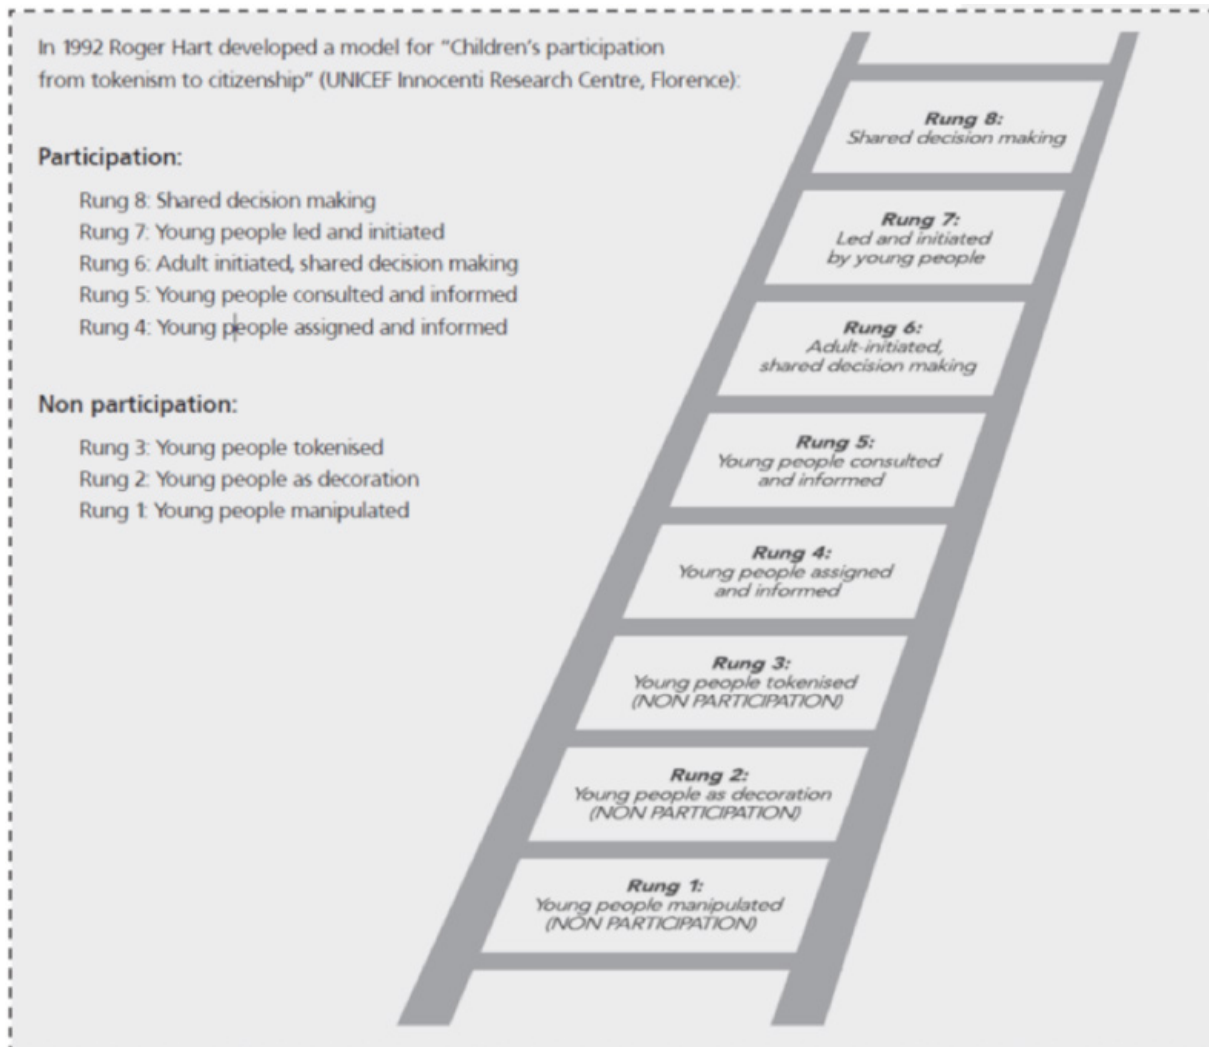 In 1992 Roger Hart developed a model for "Children's participation
from tokenism to citizenship" (UNICEF Innocenti Research Centre, Florence):
Participation:
Rung 8: Shared decision making
Rung 7: Young people led and initiated
Rung 6: Adult initiated, shared decision making
Rung 5: Young people consulted and informed
Rung 4: Young people assigned and informed
Non participation:
Rung 3: Young people tokenised
Rung 2: Young people as decoration
Rung 1: Young people manipulated
Rung 8:
Shared decision making
Rung 7:
Led and initiated
by young people
Rung 6:
Adult-initiated,
shared decision making
Rung 5:
Young people consulted
and informed
Rung 4:
Young people assigned
and informed
Rung 3:
Young people tokenised
(NON PARTICIPATION)
Rung 2:
Young people as decoration
(NON PARTICIPATION)
Rung 1:
Young people manipulated
(NON PARTICIPATION)